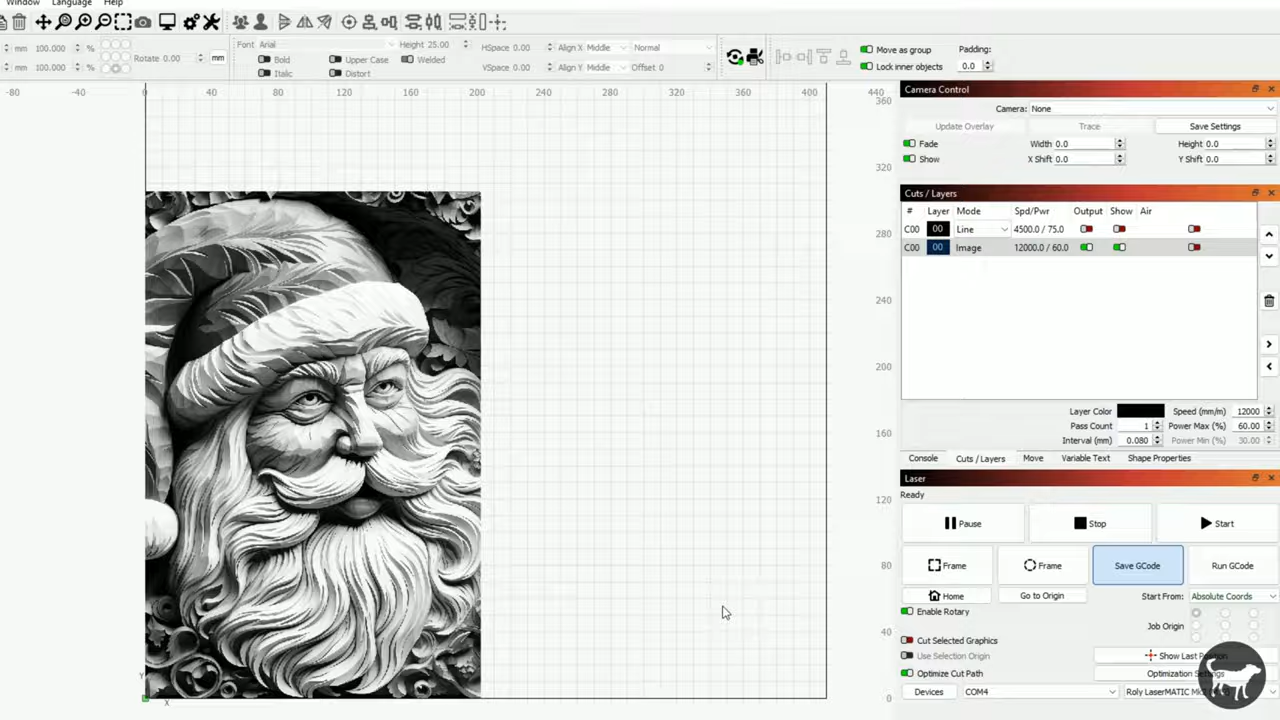 Window Language Help
mm 100.000 %
mm 100.000 %
Rotate 0.00 mm
Font Arial Height 25.00
Bold Upper Case Welded
Italic Distort
HSpace 0.00 Align X Middle Normal
VSpace 0.00 Align Y Middle Offset 0
Move as group
Lock inner objects
Padding:
0.0
-80 -40 0 40 80 120 160 200 240 280 320 360 400 440
360
320
280
240
200
160
120
80
40
0
Y
X
Camera Control
Camera: None
Update Overlay Trace Save Settings
Fade Width 0.0 Height 0.0
Show X Shift 0.0 Y Shift 0.0
Cuts / Layers
# Layer Mode Spd/Pwr Output Show Air
C00 00 Line 4500.0 / 75.0
C00 00 Image 12000.0 / 60.0
Layer Color Speed (mm/m) 12000
Pass Count 1 Power Max (%) 60.00
Interval (mm) 0.080 Power Min (%) 30.00
Console Cuts / Layers Move Variable Text Shape Properties
Laser
Ready
Pause Stop Start
Frame Frame Save GCode Run GCode
Home Go to Origin Start From: Absolute Coords
Enable Rotary
Job Origin
Cut Selected Graphics
Use Selection Origin Show Last Position
Optimize Cut Path Optimization Settings
Devices COM4 Roly LaserMATIC Mk2